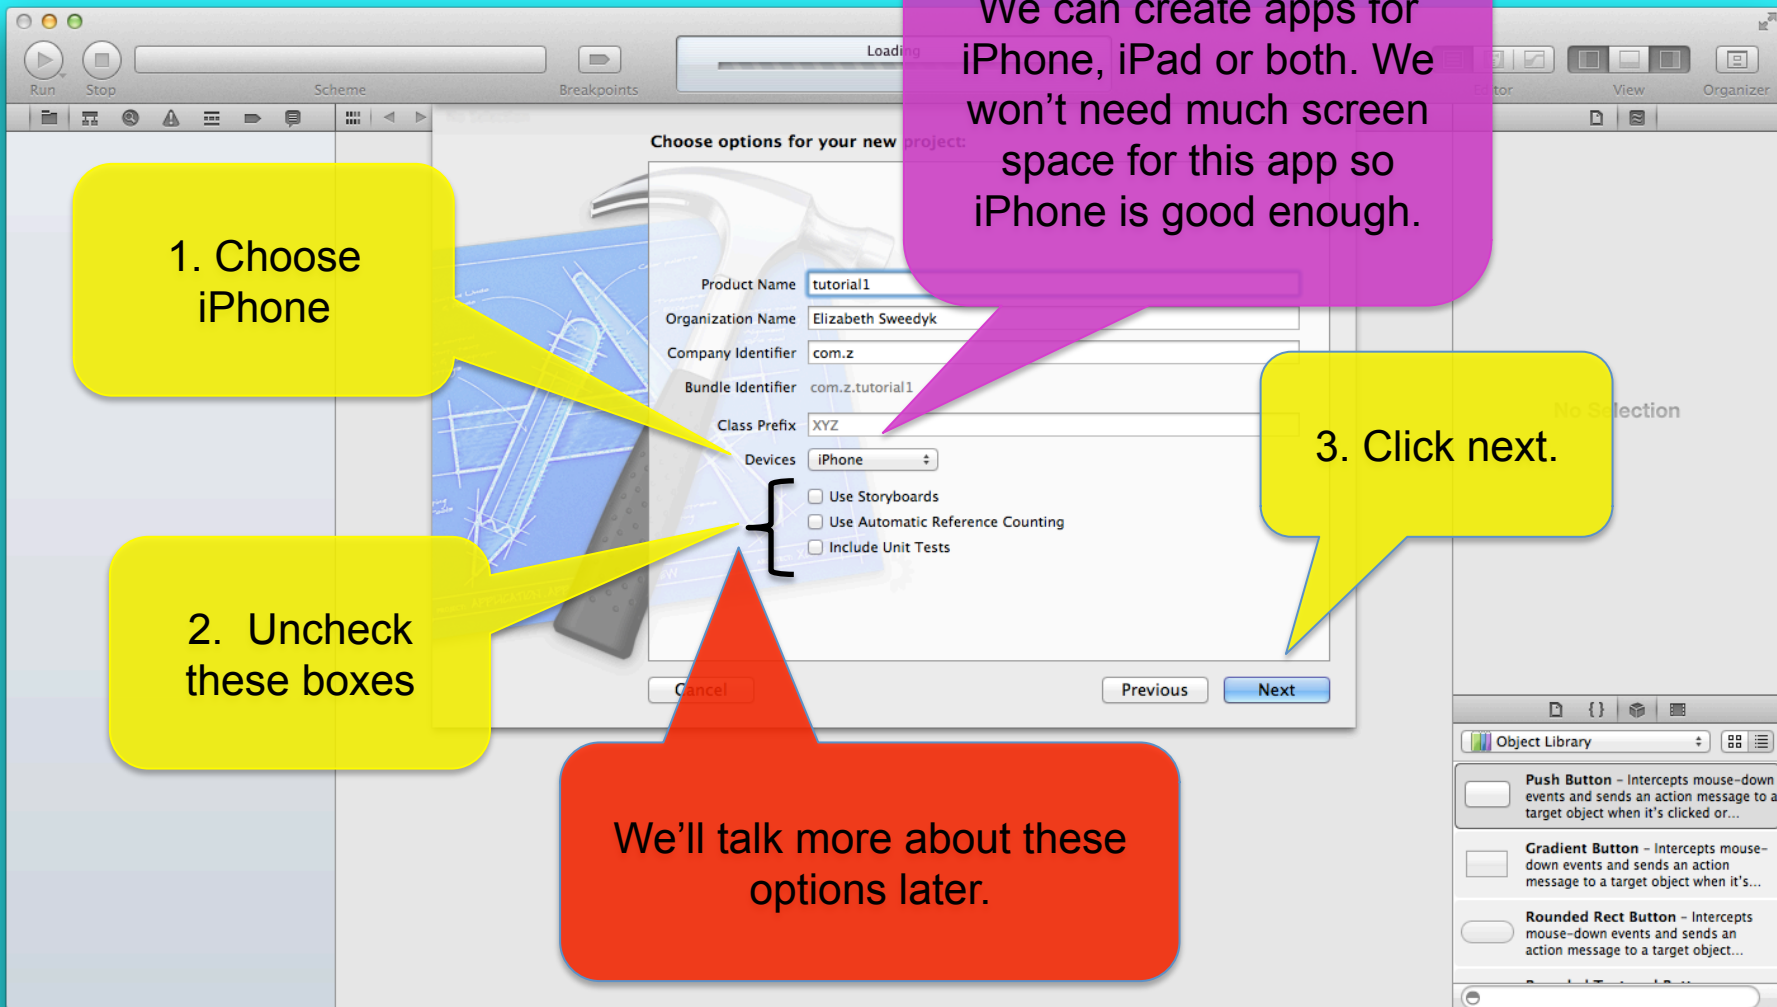 We can create apps for
iPhone, iPad or both. We
won't need much screen
space for this app so
iPhone is good enough.
Loading
Run
Stop
Scheme
Breakpoints
View
Organizer
Choose options for your new project:
1. Choose
iPhone
Product Name tutorial1
Organization Name Elizabeth Sweedyk
Company Identifier com.z
Bundle Identifier com.z.tutorial1
Class Prefix XYZ
Devices iPhone
Use Storyboards
Use Automatic Reference Counting
Include Unit Tests
3. Click next.
No Selection
2. Uncheck
these boxes
Cancel
Previous
Next
We'll talk more about these
options later.
Object Library
Push Button – Intercepts mouse-down
events and sends an action message to a
target object when it's clicked or...
Gradient Button – Intercepts mouse-
down events and sends an action
message to a target object when it's...
Rounded Rect Button – Intercepts
mouse-down events and sends an
action message to a target object...